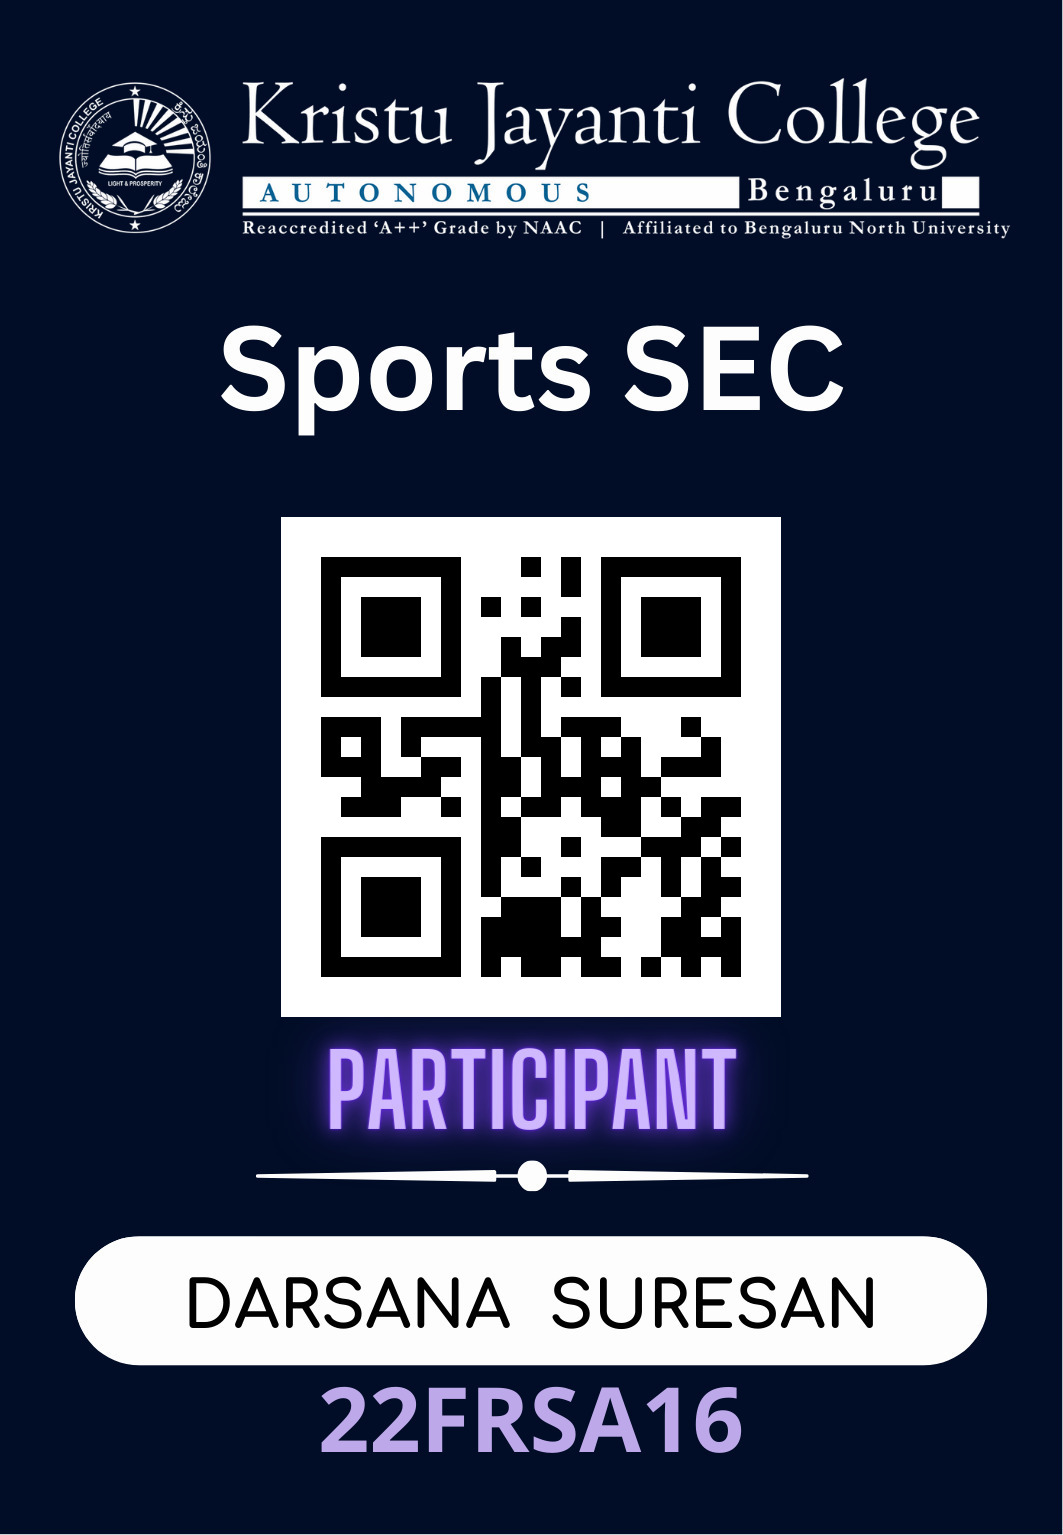 Kristu Jayanti College
AUTONOMOUS Bengaluru
Reaccredited ‘A++’ Grade by NAAC | Affiliated to Bengaluru North University
KRISTU JAYANTI COLLEGE
LIGHT & PROSPERITY
Sports SEC
PARTICIPANT
DARSANA SURESAN
22FRSA16